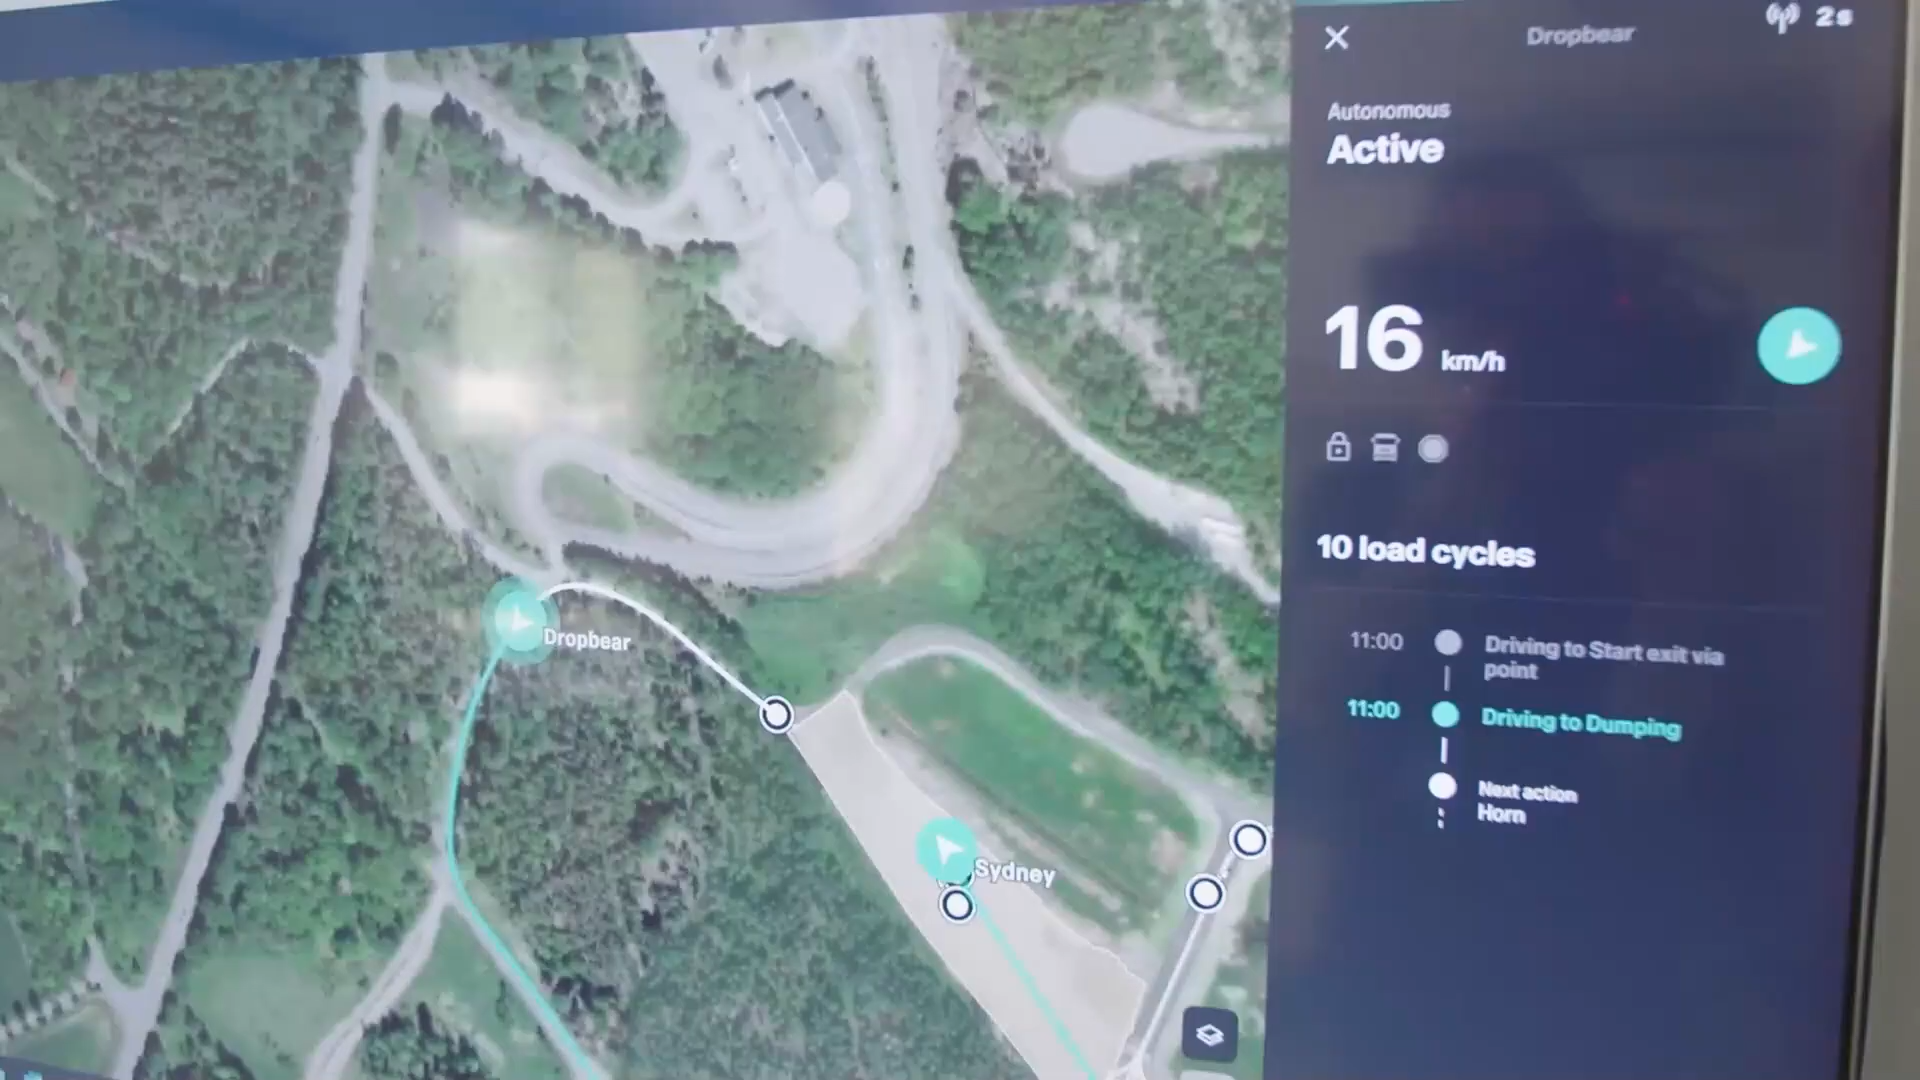 Dropbear
2s
Autonomous
Active
16 km/h
10 load cycles
11:00 Driving to Start exit via
point
11:00 Driving to Dumping
Next action
Horn
Dropbear
Sydney